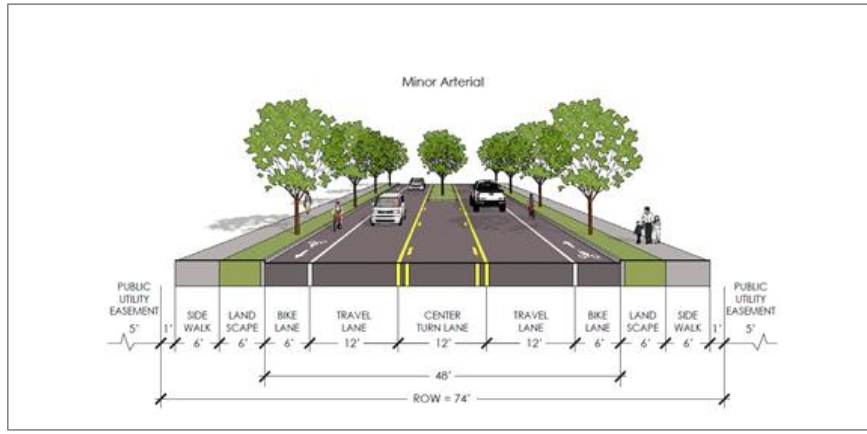 Minor Arterial
PUBLIC
UTILITY
EASEMENT
5'
1'
SIDE
WALK
6'
LAND
SCAPE
6'
BIKE
LANE
6'
TRAVEL
LANE
12'
CENTER
TURN LANE
12'
TRAVEL
LANE
12'
BIKE
LANE
6'
LAND
SCAPE
6'
SIDE
WALK
6'
1'
PUBLIC
UTILITY
EASEMENT
5'
48'
ROW = 74'